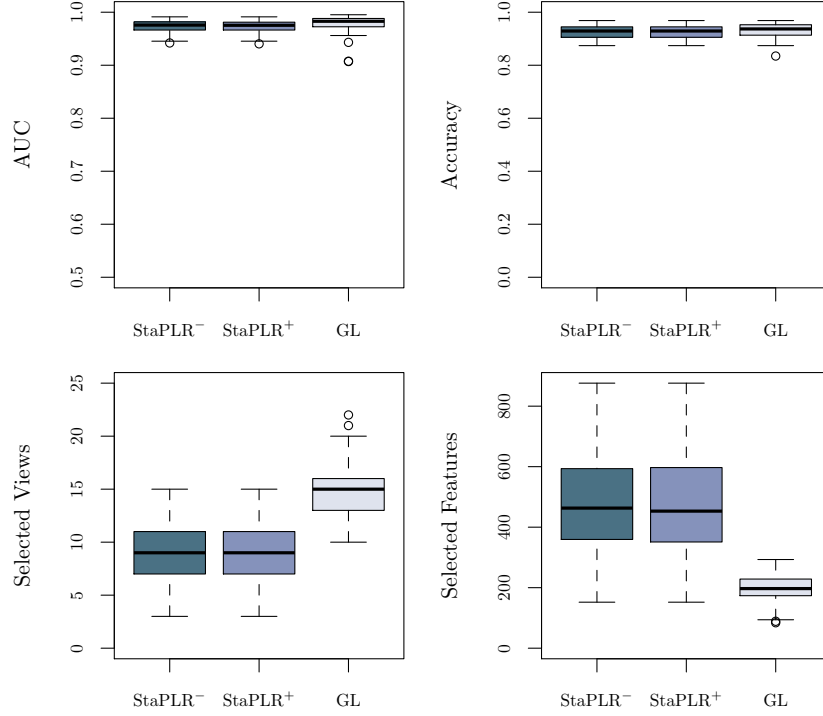 AUC
1.0
0.9
0.8
0.7
0.6
0.5
StaPLR⁻ StaPLR⁺ GL
Accuracy
1.0
0.8
0.6
0.4
0.2
0.0
StaPLR⁻ StaPLR⁺ GL
Selected Views
25
20
15
10
5
0
StaPLR⁻ StaPLR⁺ GL
Selected Features
800
600
400
200
0
StaPLR⁻ StaPLR⁺ GL